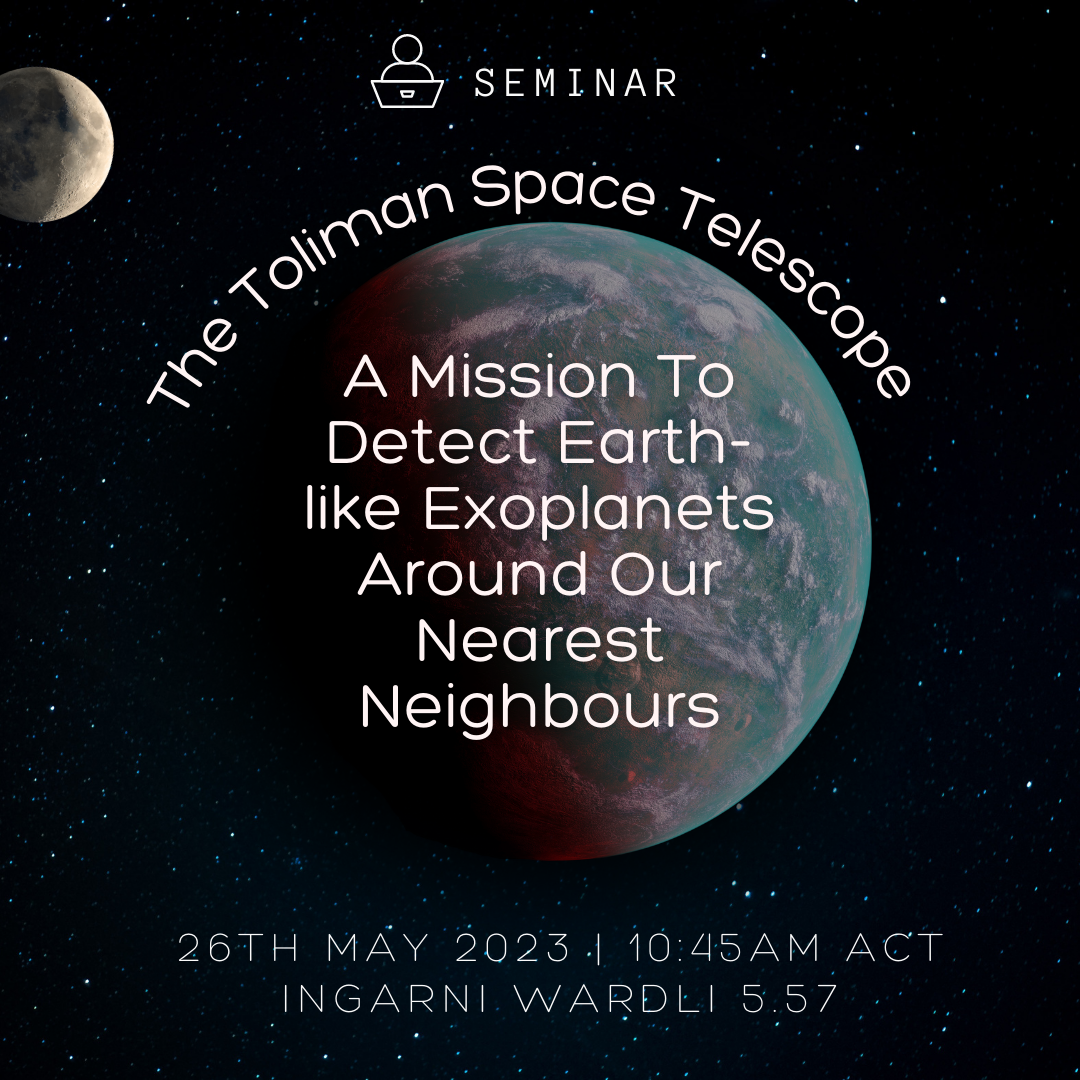 SEMINAR
The Toliman Space Telescope
A Mission To
Detect Earth-
like Exoplanets
Around Our
Nearest
Neighbours
26TH MAY 2023 | 10:45AM ACT
INGARNI WARDLI 5.57